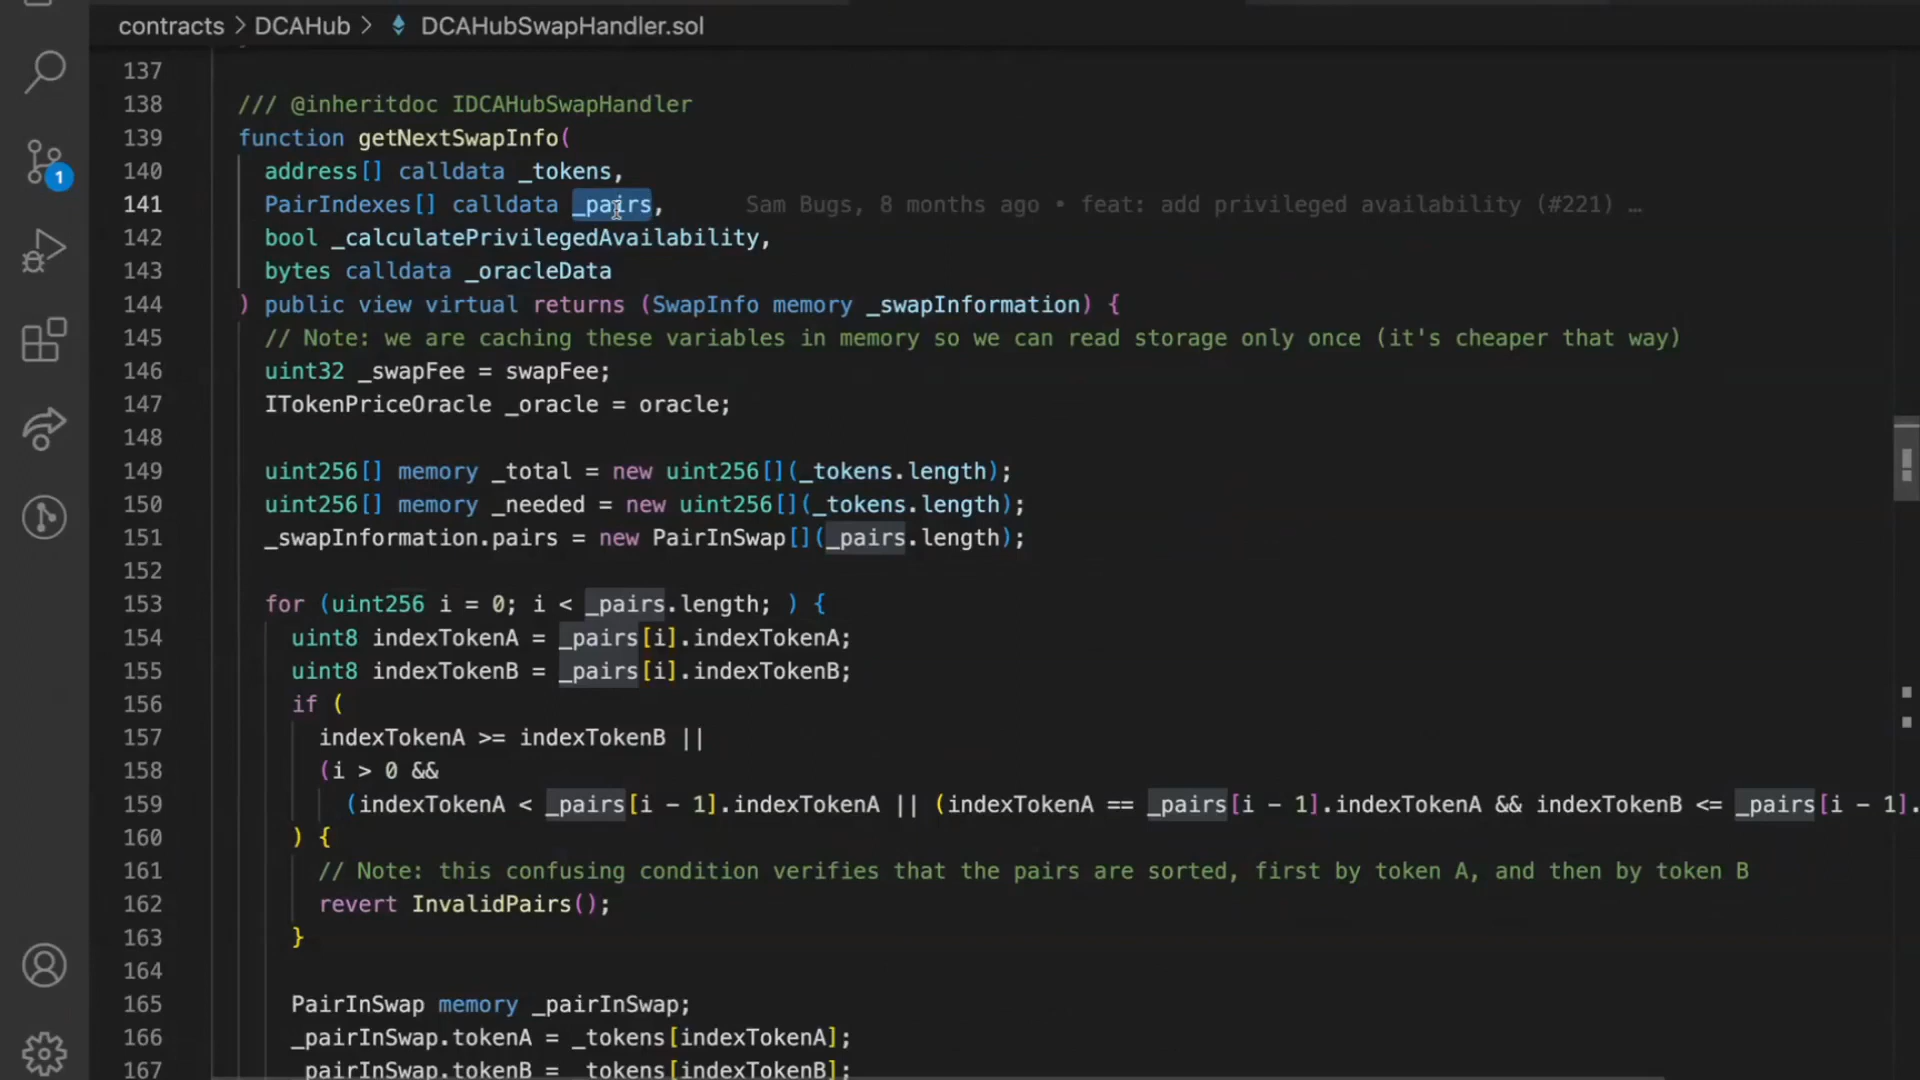 contracts > DCAHub > DCAHubSwapHandler.sol
137
138 /// @inheritdoc IDCAHubSwapHandler
139 function getNextSwapInfo(
140 address[] calldata _tokens,
141 PairIndexes[] calldata _pairs, Sam Bugs, 8 months ago • feat: add privileged availability (#221) …
142 bool _calculatePrivilegedAvailability,
143 bytes calldata _oracleData
144 ) public view virtual returns (SwapInfo memory _swapInformation) {
145 // Note: we are caching these variables in memory so we can read storage only once (it's cheaper that way)
146 uint32 _swapFee = swapFee;
147 ITokenPriceOracle _oracle = oracle;
148
149 uint256[] memory _total = new uint256[](_tokens.length);
150 uint256[] memory _needed = new uint256[](_tokens.length);
151 _swapInformation.pairs = new PairInSwap[](_pairs.length);
152
153 for (uint256 i = 0; i < _pairs.length; ) {
154 uint8 indexTokenA = _pairs[i].indexTokenA;
155 uint8 indexTokenB = _pairs[i].indexTokenB;
156 if (
157 indexTokenA >= indexTokenB ||
158 (i > 0 &&
159 (indexTokenA < _pairs[i - 1].indexTokenA || (indexTokenA == _pairs[i - 1].indexTokenA && indexTokenB <= _pairs[i - 1].
160 ) {
161 // Note: this confusing condition verifies that the pairs are sorted, first by token A, and then by token B
162 revert InvalidPairs();
163 }
164
165 PairInSwap memory _pairInSwap;
166 _pairInSwap.tokenA = _tokens[indexTokenA];
167 _pairInSwap.tokenB = _tokens[indexTokenB];
1